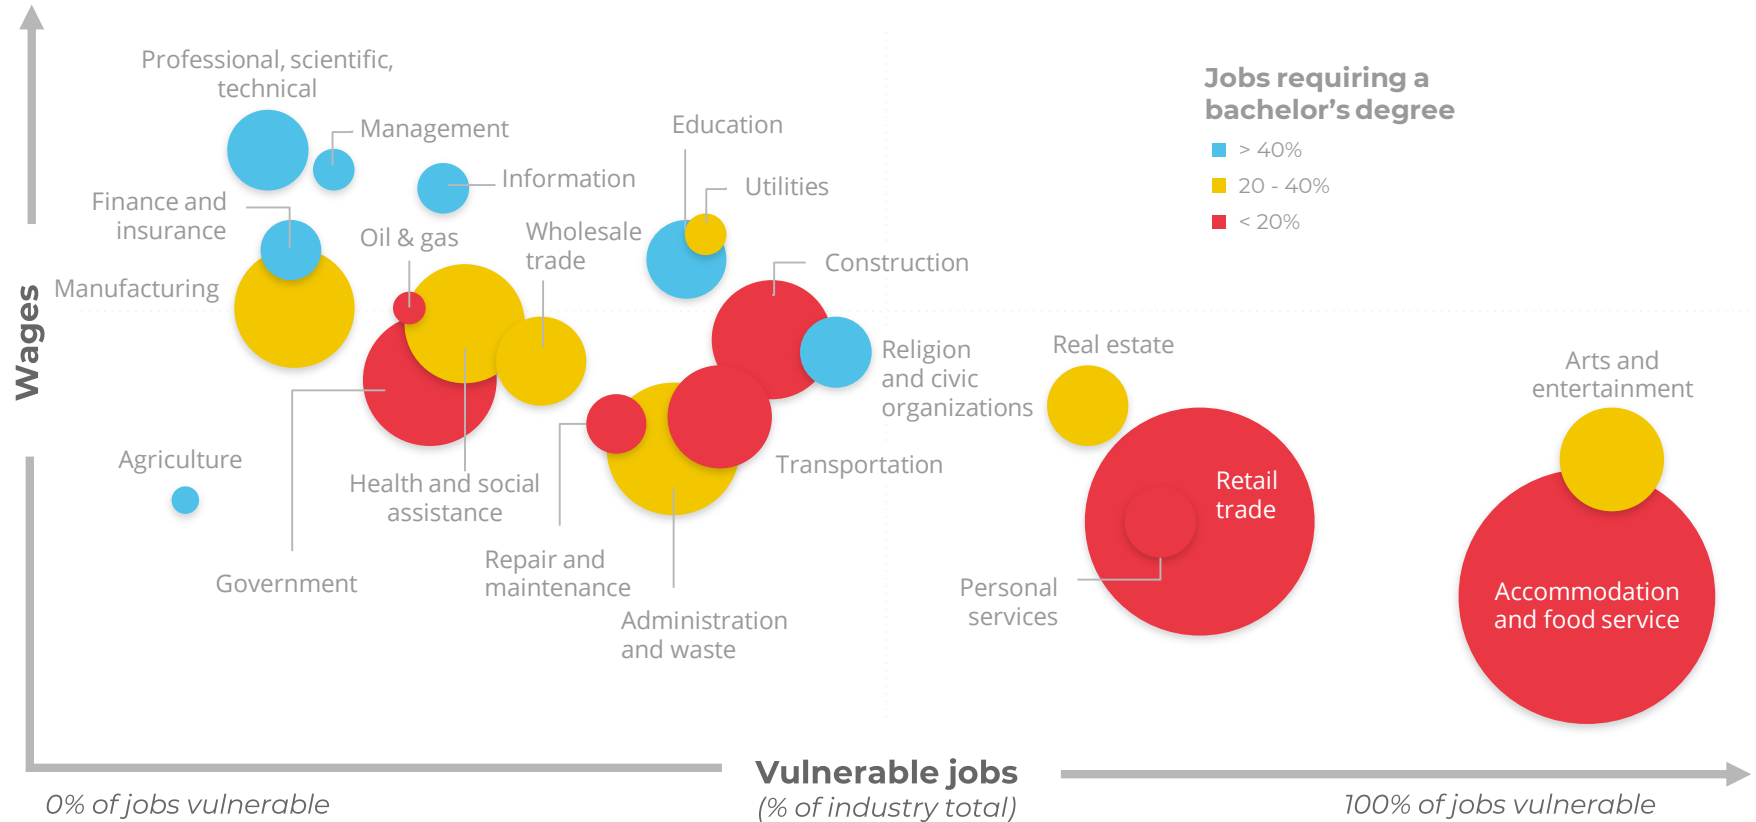 Professional, scientific,
technical
Management
Education
Information
Utilities
Finance and
insurance
Oil & gas
Wholesale
trade
Construction
Manufacturing
Religion
and civic
organizations
Real estate
Arts and
entertainment
Agriculture
Health and social
assistance
Transportation
Retail
trade
Government
Repair and
maintenance
Personal
services
Accommodation
and food service
Administration
and waste
Jobs requiring a
bachelor’s degree
> 40%
20 - 40%
< 20%
Wages
Vulnerable jobs
(% of industry total)
0% of jobs vulnerable
100% of jobs vulnerable